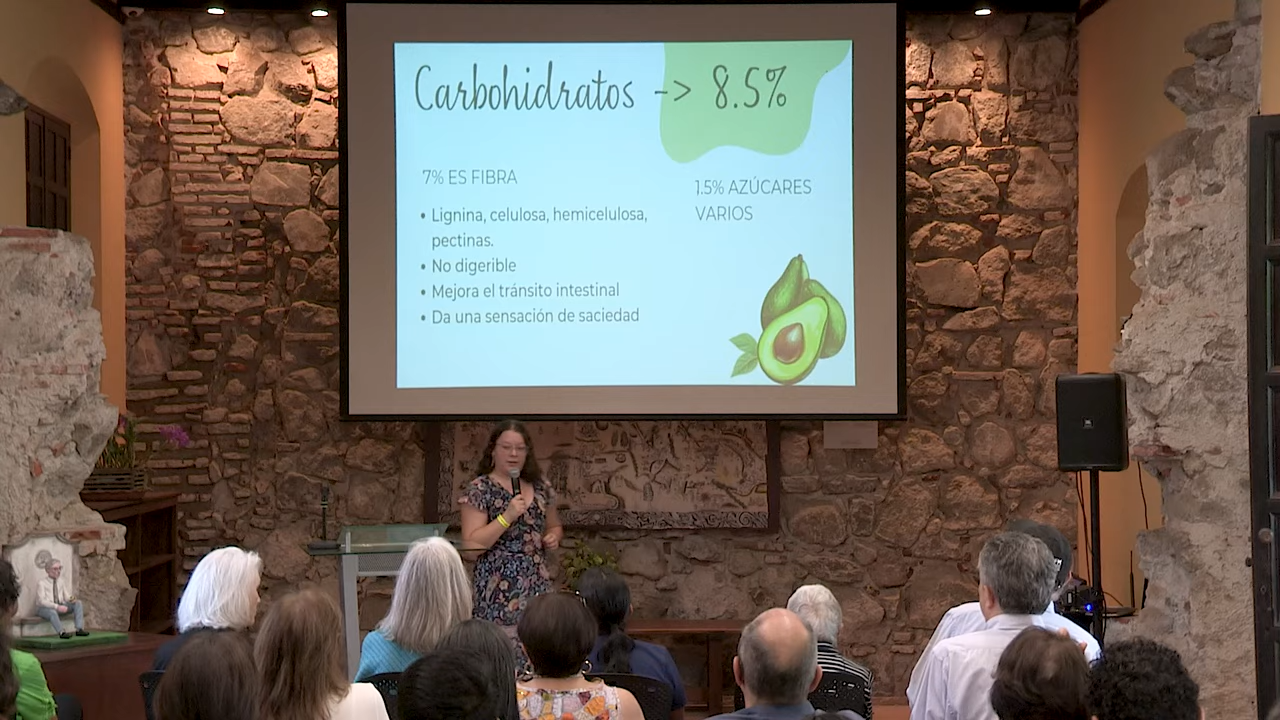 Carbohidratos -> 8.5%
7% ES FIBRA
• Lignina, celulosa, hemicelulosa,
pectinas.
• No digerible
• Mejora el tránsito intestinal
• Da una sensación de saciedad
1.5% AZÚCARES
VARIOS